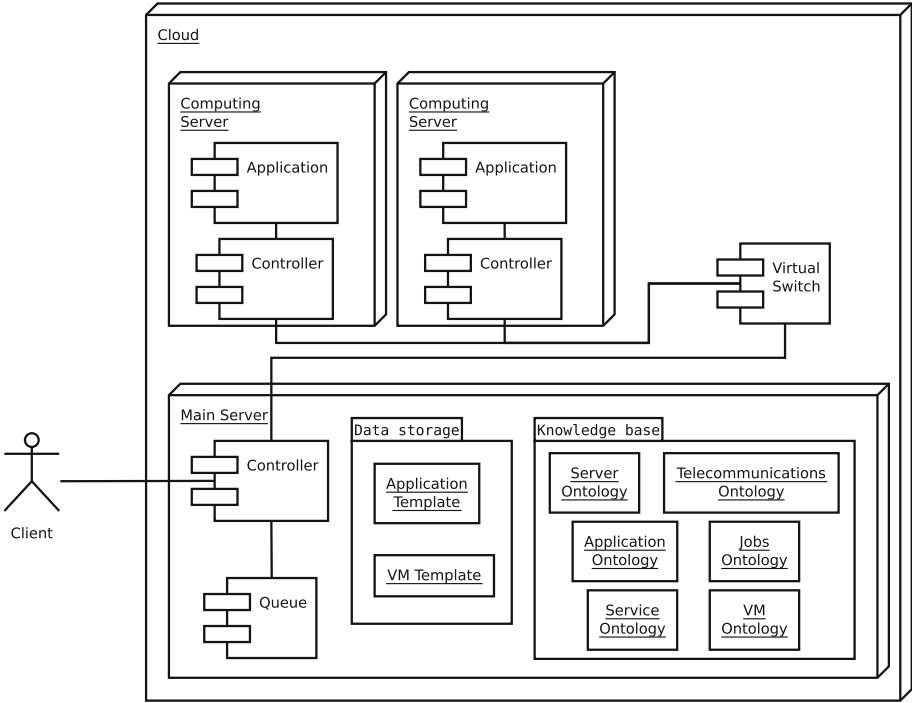 Cloud
Computing
Server
Application
Controller
Computing
Server
Application
Controller
Virtual
Switch
Main Server
Controller
Queue
Data storage
Application
Template
VM Template
Knowledge base
Server
Ontology
Telecommunications
Ontology
Application
Ontology
Jobs
Ontology
Service
Ontology
VM
Ontology
Client